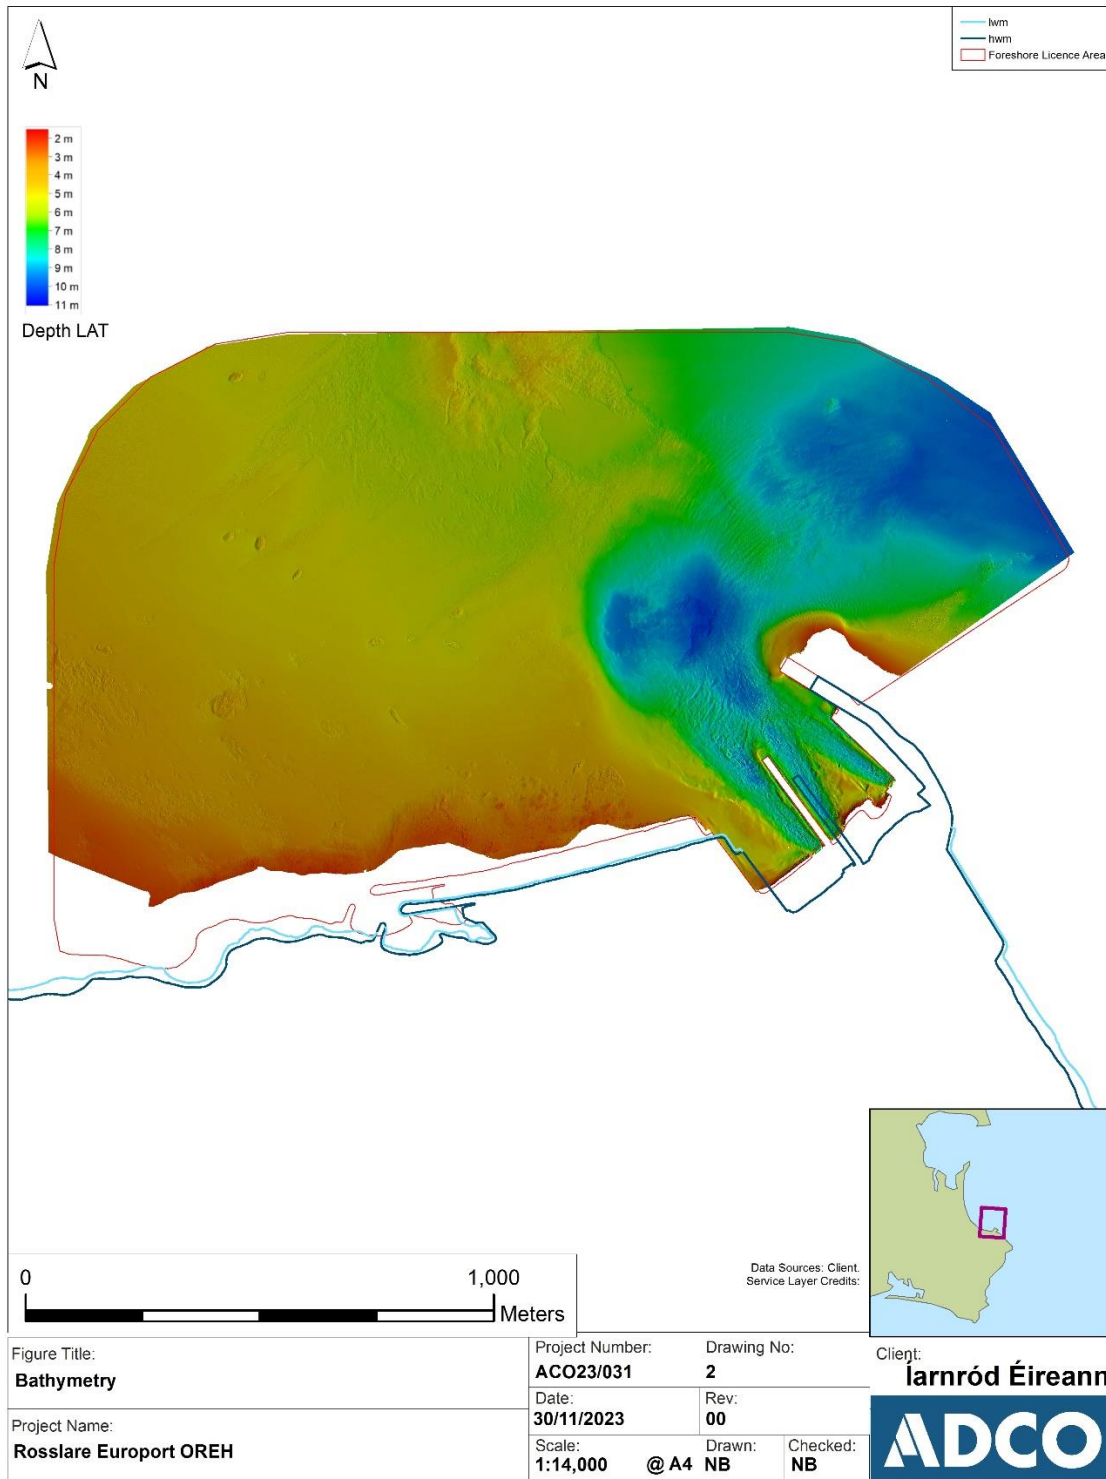 N
lwm
hwm
Foreshore Licence Area
2 m
3 m
4 m
5 m
6 m
7 m
8 m
9 m
10 m
11 m
Depth LAT
0
1,000
Meters
Data Sources: Client.
Service Layer Credits:
Figure Title:
Bathymetry
Project Name:
Rosslare Europort OREH
Project Number:
ACO23/031
Drawing No:
2
Date:
30/11/2023
Rev:
00
Scale:
1:14,000 @ A4
Drawn:
NB
Checked:
NB
Client:
Iarnród Éireann
ADCO